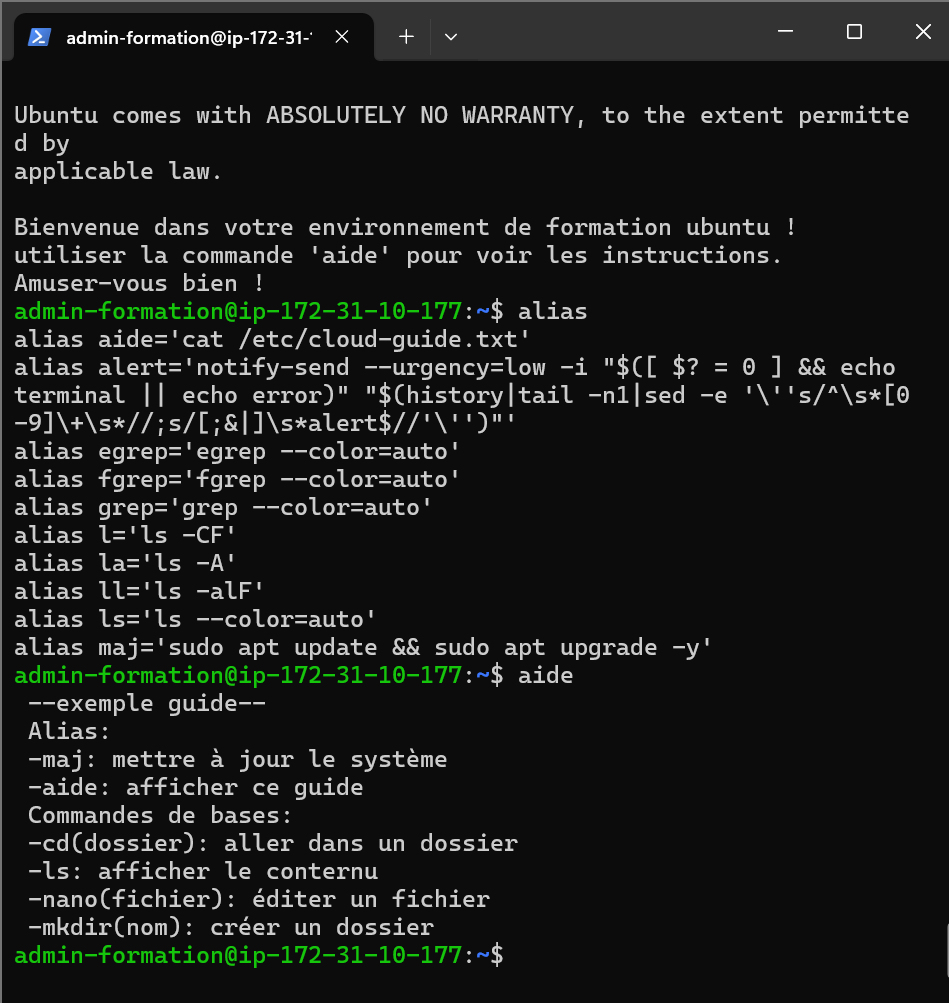 admin-formation@ip-172-31-
Ubuntu comes with ABSOLUTELY NO WARRANTY, to the extent permitte
d by
applicable law.
Bienvenue dans votre environnement de formation ubuntu !
utiliser la commande 'aide' pour voir les instructions.
Amuser-vous bien !
admin-formation@ip-172-31-10-177:~$ alias
alias aide='cat /etc/cloud-guide.txt'
alias alert='notify-send --urgency=low -i "$([ $? = 0 ] && echo
terminal || echo error)" "$(history|tail -n1|sed -e '\''s/^\s*[0
-9]\+\s*//;s/[;&|]\s*alert$//'\'')"'
alias egrep='egrep --color=auto'
alias fgrep='fgrep --color=auto'
alias grep='grep --color=auto'
alias l='ls -CF'
alias la='ls -A'
alias ll='ls -alF'
alias ls='ls --color=auto'
alias maj='sudo apt update && sudo apt upgrade -y'
admin-formation@ip-172-31-10-177:~$ aide
--exemple guide--
Alias:
-maj: mettre à jour le système
-aide: afficher ce guide
Commandes de bases:
-cd(dossier): aller dans un dossier
-ls: afficher le conternu
-nano(fichier): éditer un fichier
-mkdir(nom): créer un dossier
admin-formation@ip-172-31-10-177:~$